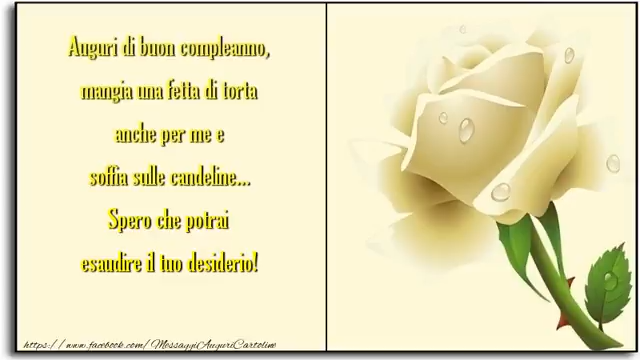 Auguri di buon compleanno,
mangia una fetta di torta
anche per me e
soffia sulle candeline...
Spero che potrai
esaudire il tuo desiderio!
https://www.facebook.com/MessaggiAuguriCartoline